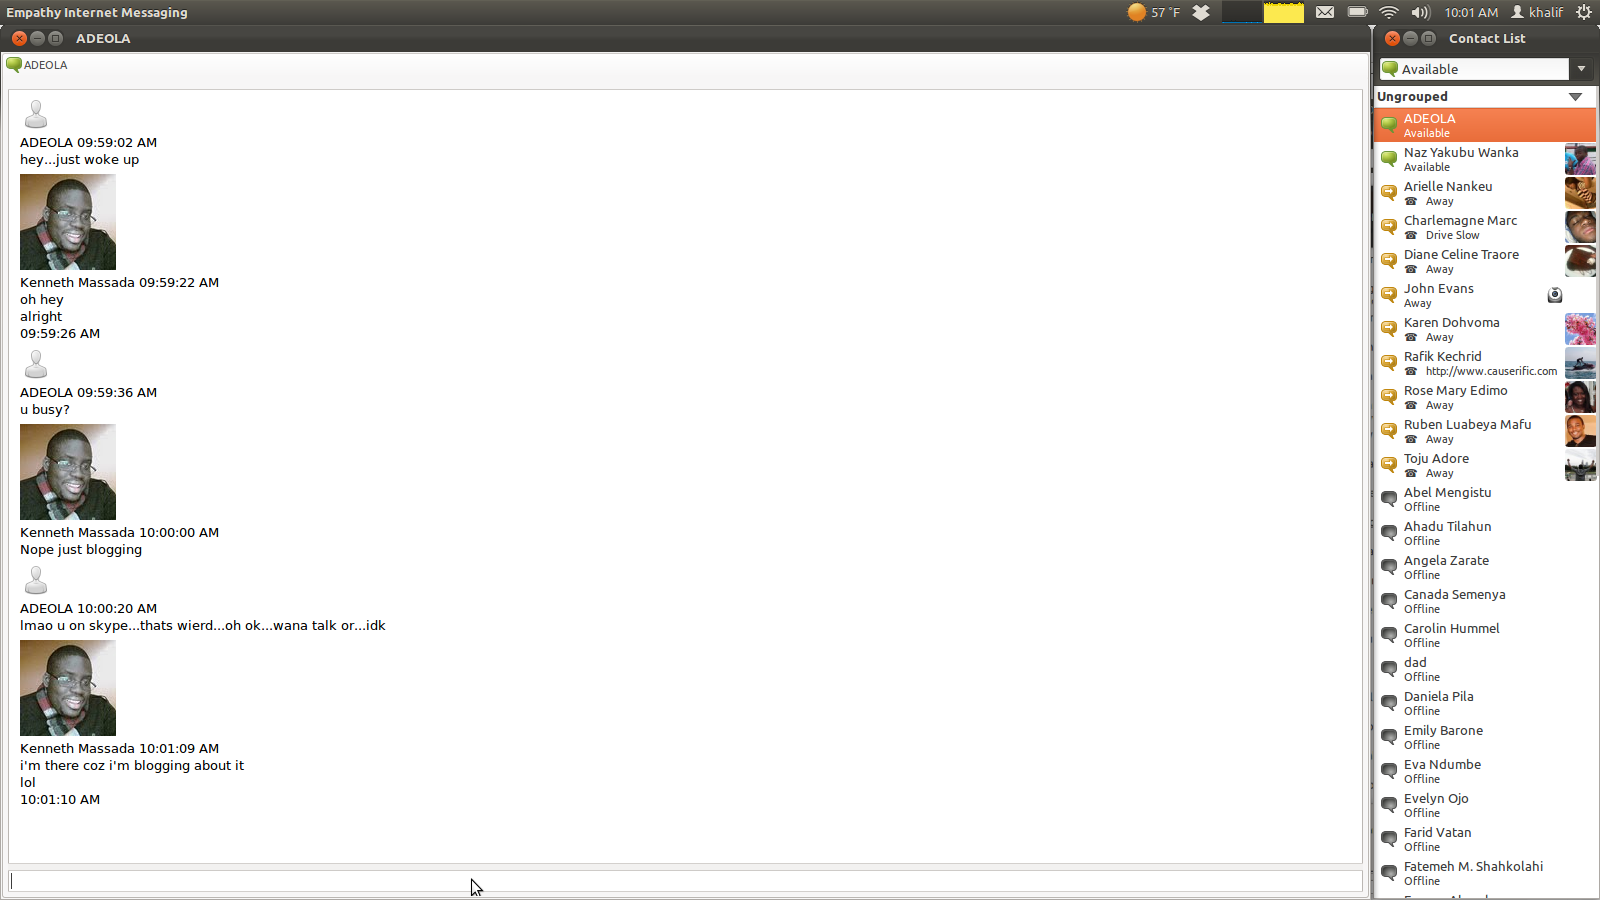 Empathy Internet Messaging
57 °F
10:01 AM
khalif
ADEOLA
ADEOLA
ADEOLA 09:59:02 AM
hey...just woke up
Kenneth Massada 09:59:22 AM
oh hey
alright
09:59:26 AM
ADEOLA 09:59:36 AM
u busy?
Kenneth Massada 10:00:00 AM
Nope just blogging
ADEOLA 10:00:20 AM
lmao u on skype...thats wierd...oh ok...wana talk or...idk
Kenneth Massada 10:01:09 AM
i'm there coz i'm blogging about it
lol
10:01:10 AM
Contact List
Available
Ungrouped
ADEOLA
Available
Naz Yakubu Wanka
Available
Arielle Nankeu
Away
Charlemagne Marc
Drive Slow
Diane Celine Traore
Away
John Evans
Away
Karen Dohvoma
Away
Rafik Kechrid
http://www.causerific.com
Rose Mary Edimo
Away
Ruben Luabeya Mafu
Away
Toju Adore
Away
Abel Mengistu
Offline
Ahadu Tilahun
Offline
Angela Zarate
Offline
Canada Semenya
Offline
Carolin Hummel
Offline
dad
Offline
Daniela Pila
Offline
Emily Barone
Offline
Eva Ndumbe
Offline
Evelyn Ojo
Offline
Farid Vatan
Offline
Fatemeh M. Shahkolahi
Offline